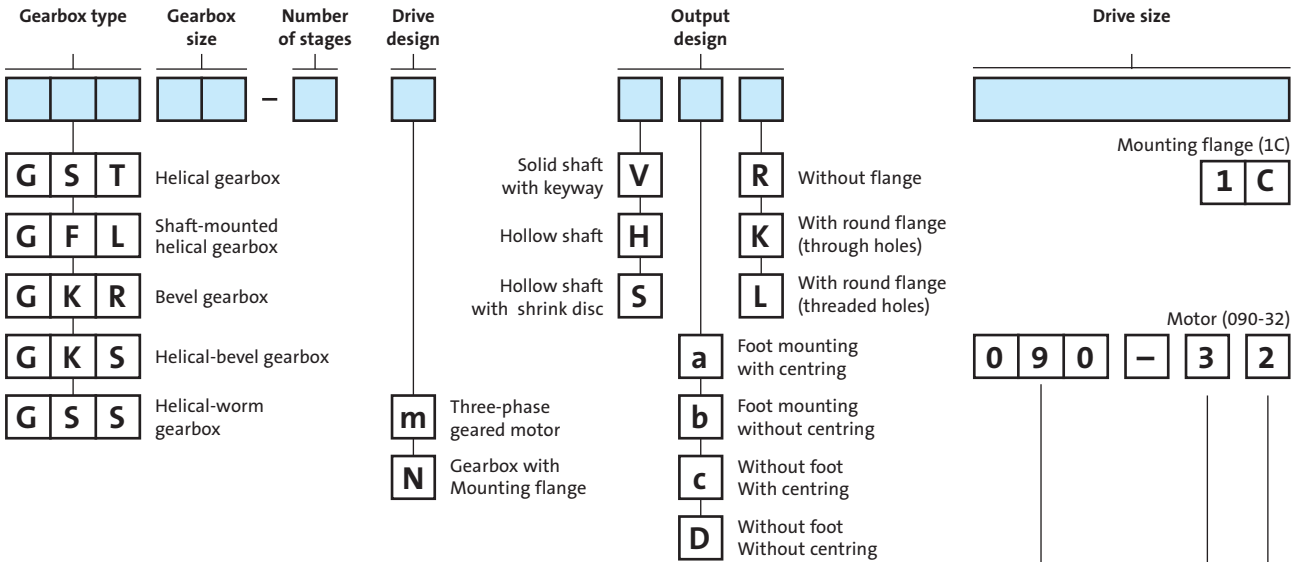 Gearbox type
Gearbox
size
Number
of stages
Drive
design
Output
design
Drive size
–
G S T
Helical gearbox
G F L
Shaft-mounted
helical gearbox
G K R
Bevel gearbox
G K S
Helical-bevel gearbox
G S S
Helical-worm
gearbox
m
Three-phase
geared motor
N
Gearbox with
Mounting flange
Solid shaft
with keyway
V
Hollow shaft
H
Hollow shaft
with shrink disc
S
R
Without flange
K
With round flange
(through holes)
L
With round flange
(threaded holes)
a
Foot mounting
with centring
b
Foot mounting
without centring
c
Without foot
With centring
D
Without foot
Without centring
Mounting flange (1C)
1 C
Motor (090-32)
0 9 0 – 3 2